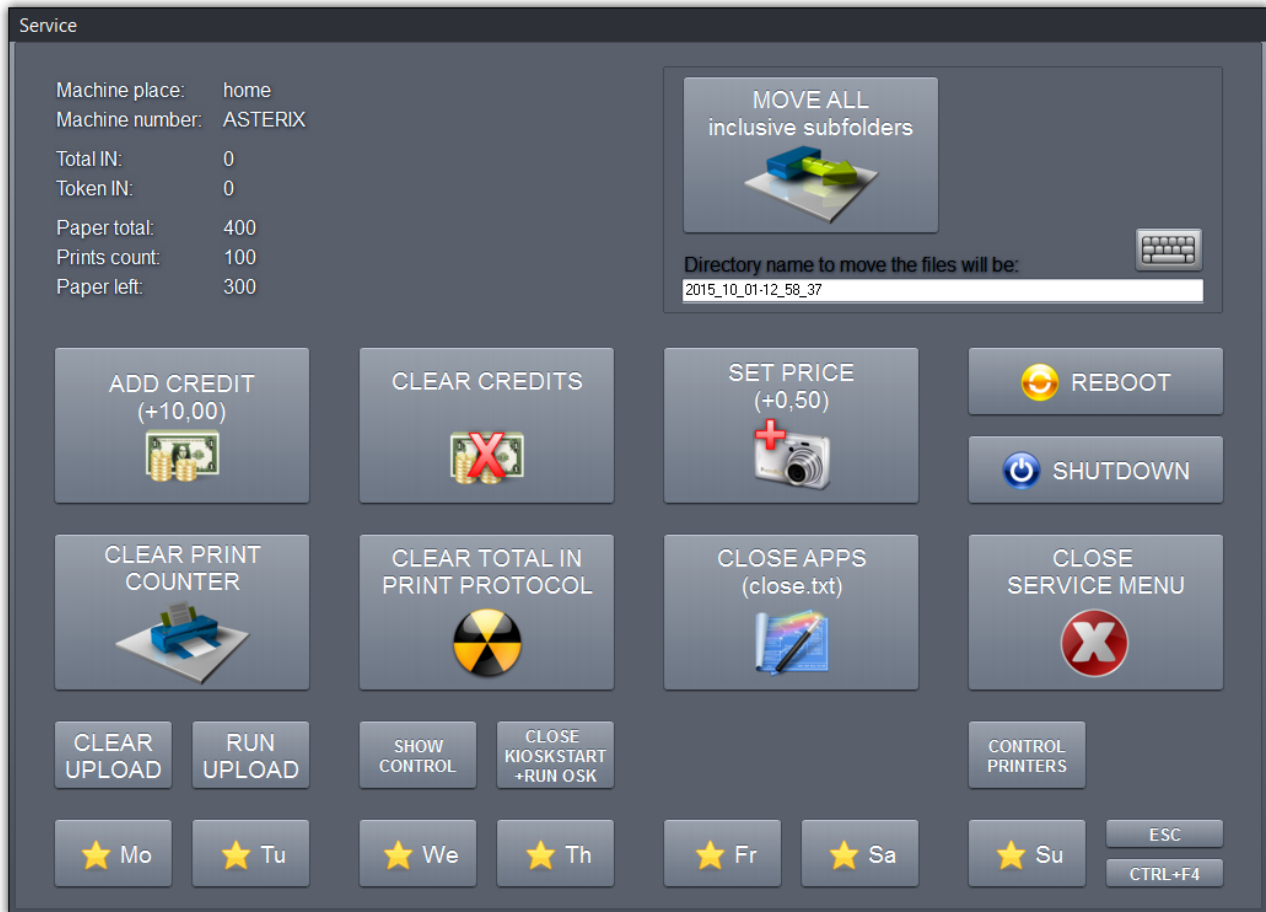 Service
Machine place: home
Machine number: ASTERIX
Total IN: 0
Token IN: 0
Paper total: 400
Prints count: 100
Paper left: 300
MOVE ALL
inclusive subfolders
Directory name to move the files will be:
2015_10_01-12_58_37
ADD CREDIT
(+10,00)
CLEAR CREDITS
SET PRICE
(+0,50)
REBOOT
SHUTDOWN
CLEAR PRINT
COUNTER
CLEAR TOTAL IN
PRINT PROTOCOL
CLOSE APPS
(close.txt)
CLOSE
SERVICE MENU
CLEAR
UPLOAD
RUN
UPLOAD
SHOW
CONTROL
CLOSE
KIOSKSTART
+RUN OSK
CONTROL
PRINTERS
Mo
Tu
We
Th
Fr
Sa
Su
ESC
CTRL+F4